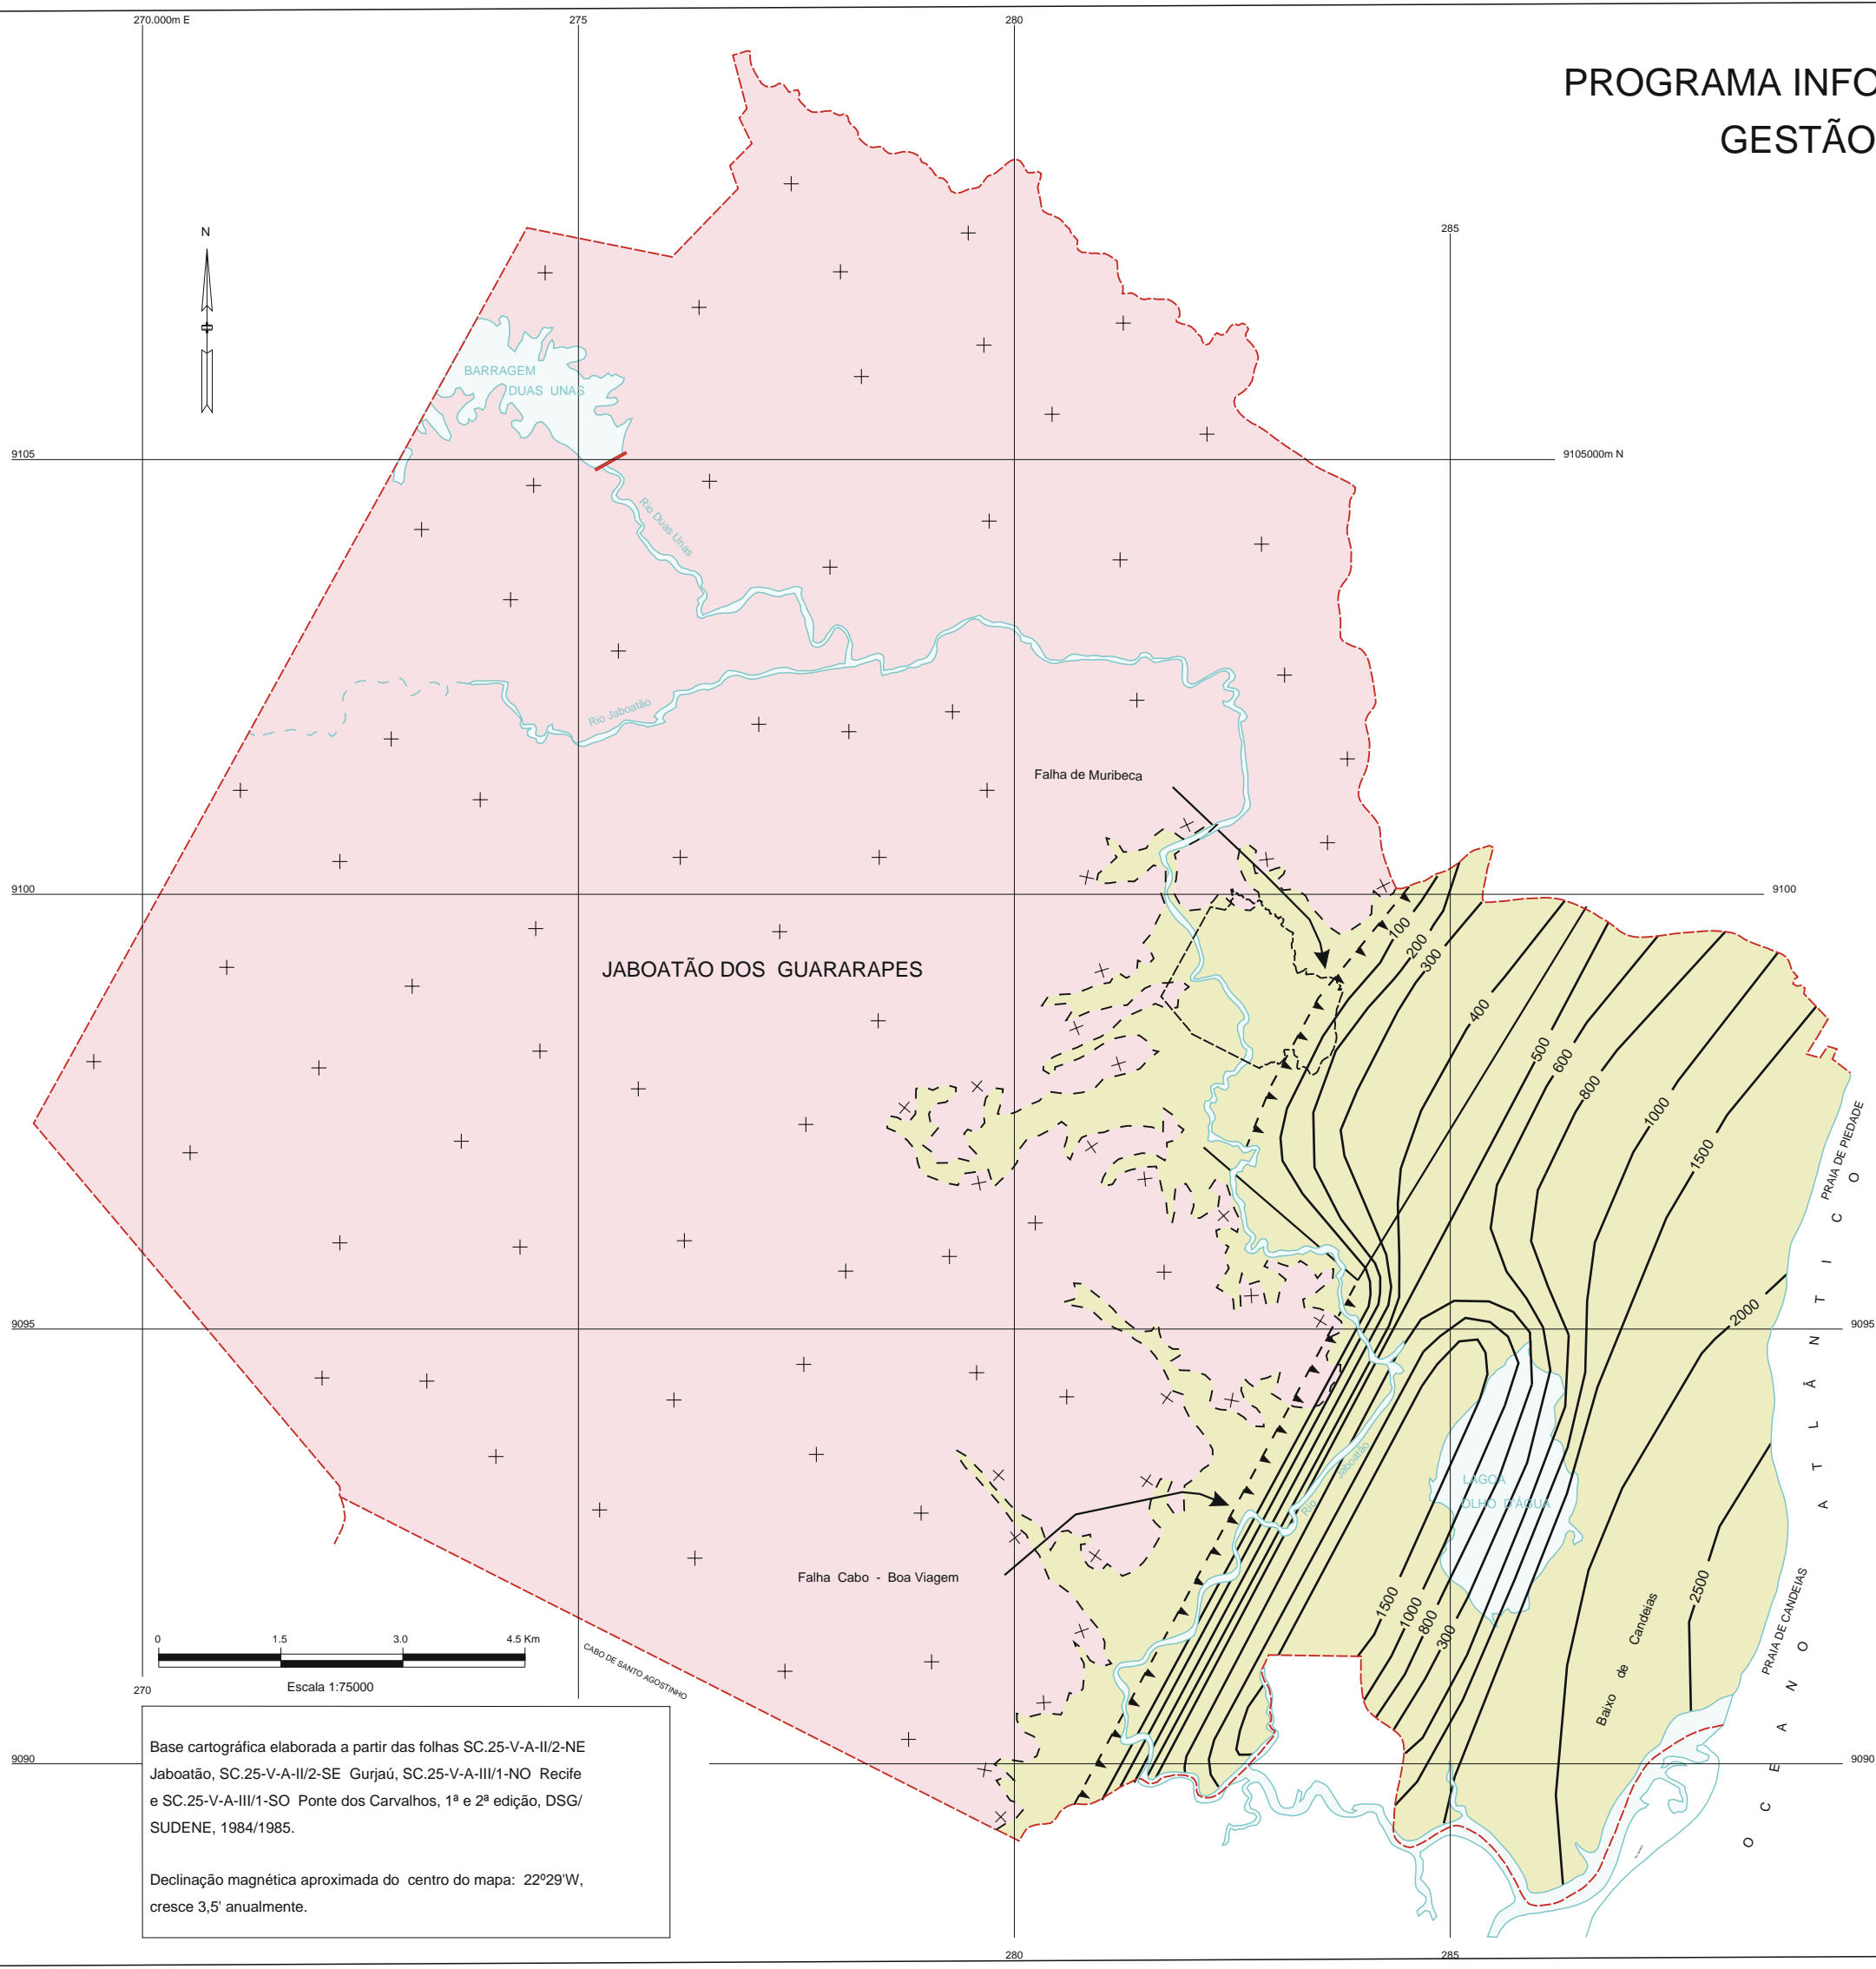 270.000m E
275
280
PROGRAMA INFO
GESTÃO
N
285
BARRAGEM
DUAS UNAS
9105
9105000m N
Rio Duas Unas
Rio Jaboatão
Falha de Muribeca
9100
9100
100
200
300
400
500
600
800
1000
1500
JABOATÃO DOS GUARARAPES
PRAIA DE PIEDADE
2000
9095
9095
OCEANO ATLÂNTICO
Rio Jaboatão
LAGOA
OLHO D'ÁGUA
Falha Cabo - Boa Viagem
1500
1000
800
300
2500
Baixo de Candeias
PRAIA DE CANDEIAS
0 1.5 3.0 4.5 Km
Escala 1:75000
CABO DE SANTO AGOSTINHO
270
9090
9090
Base cartográfica elaborada a partir das folhas SC.25-V-A-II/2-NE
Jaboatão, SC.25-V-A-II/2-SE Gurjaú, SC.25-V-A-III/1-NO Recife
e SC.25-V-A-III/1-SO Ponte dos Carvalhos, 1ª e 2ª edição, DSG/
SUDENE, 1984/1985.
Declinação magnética aproximada do centro do mapa: 22º29'W,
cresce 3,5' anualmente.
280
285